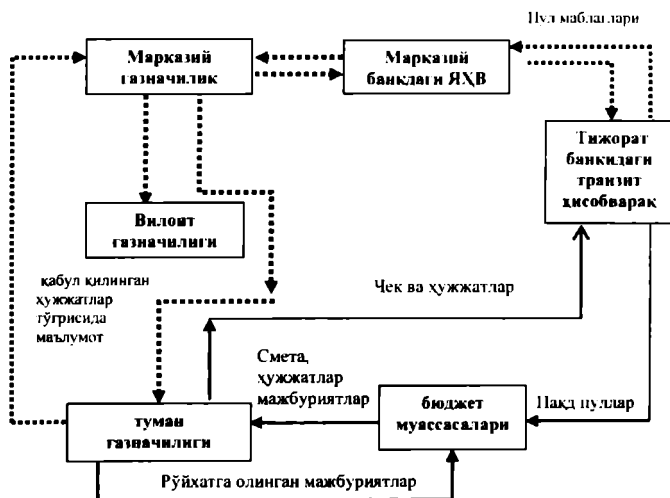 Пул маблағлари
Марказий
ғазначилик
Марказий
банкдаги ЯҲВ
Тижорат
банкидаги
транзит
ҳисобварақ
Вилоят
ғазначилиги
қабул қилинган
ҳужжатлар
тўғрисида
маълумот
Чек ва ҳужжатлар
Смета,
ҳужжатлар
мажбуриятлар
туман
ғазначилиги
бюджет
муассасалари
Нақд пуллар
Рўйхатга олинган мажбуриятлар